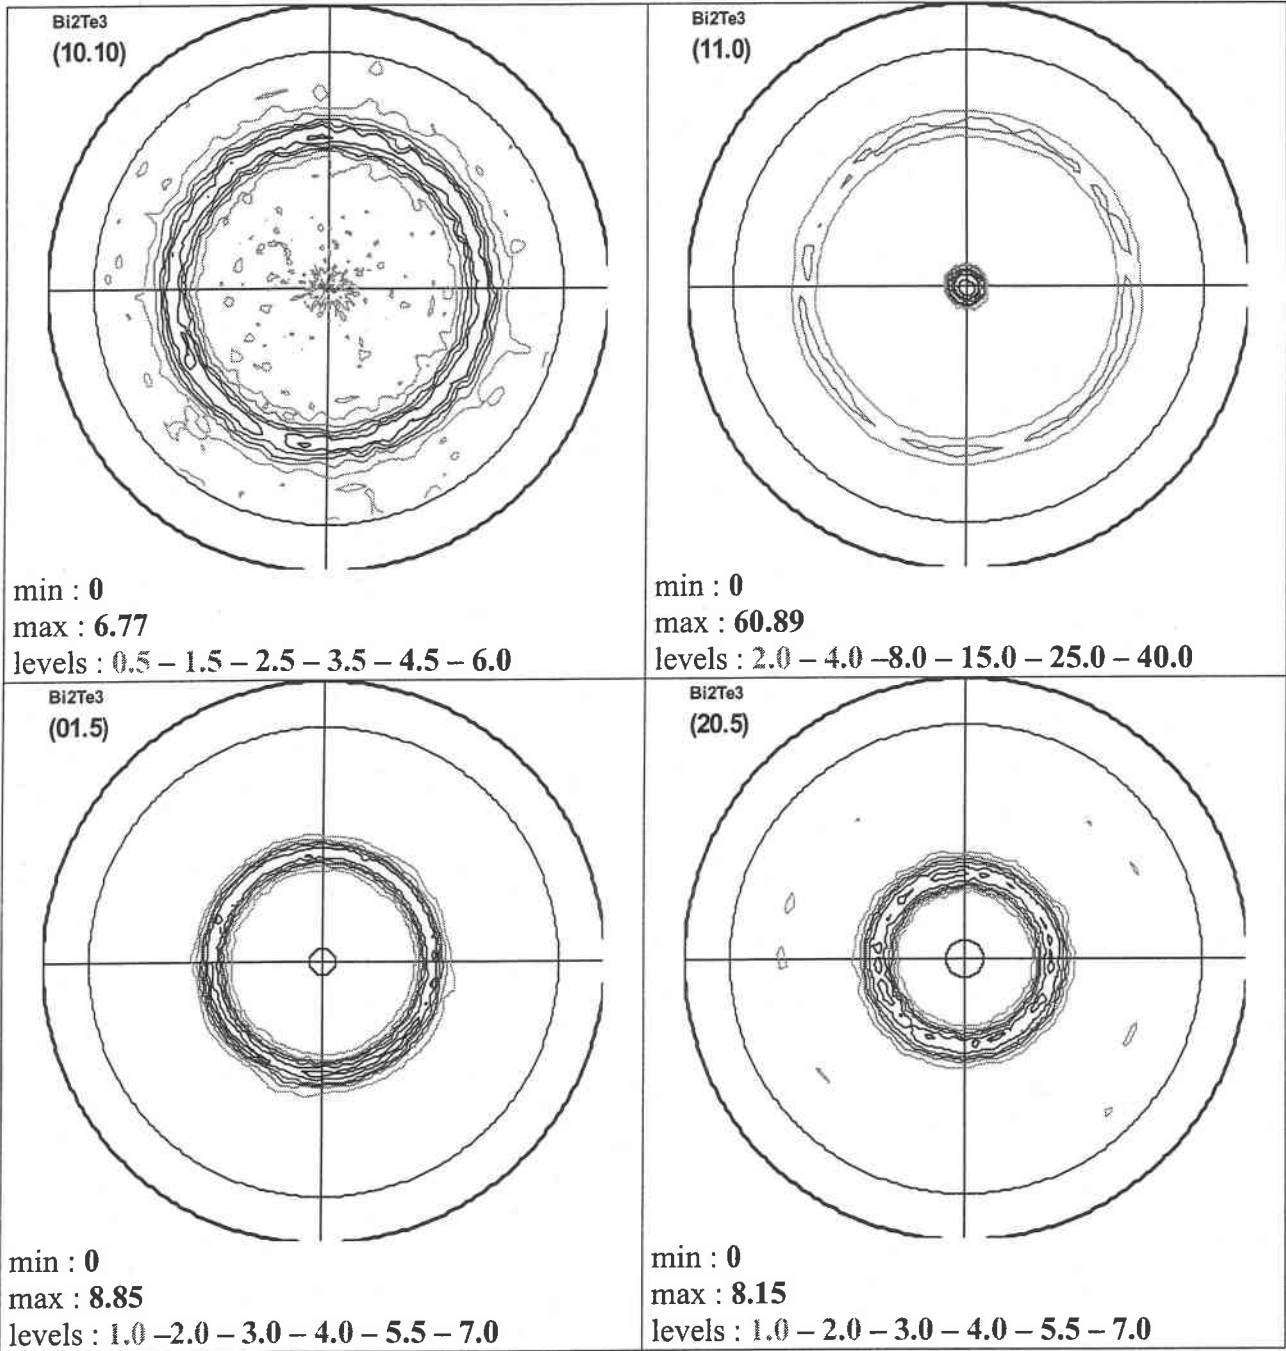 Bi2Te3
(10.10)
min : 0
max : 6.77
levels : 0.5 – 1.5 – 2.5 – 3.5 – 4.5 – 6.0
Bi2Te3
(11.0)
min : 0
max : 60.89
levels : 2.0 – 4.0 –8.0 – 15.0 – 25.0 – 40.0
Bi2Te3
(01.5)
min : 0
max : 8.85
levels : 1.0 –2.0 – 3.0 – 4.0 – 5.5 – 7.0
Bi2Te3
(20.5)
min : 0
max : 8.15
levels : 1.0 – 2.0 – 3.0 – 4.0 – 5.5 – 7.0